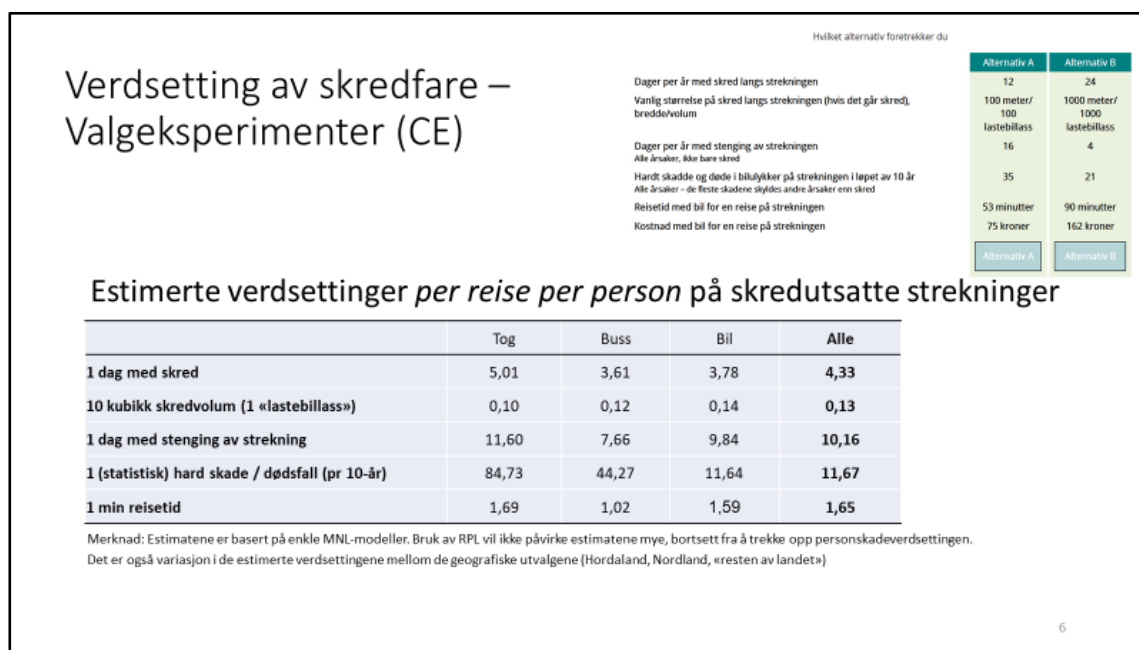 Hvilket alternativ foretrekker du
Verdsetting av skredfare –
Valgeksperimenter (CE)
Alternativ A Alternativ B
Dager per år med skred langs strekningen 12 24
Vanlig størrelse på skred langs strekningen (hvis det går skred), 100 meter/ 1000 meter/
bredde/volum 100 1000
lastebillass lastebillass
Dager per år med stenging av strekningen 16 4
Alle årsaker, ikke bare skred
Hardt skadde og døde i bilulykker på strekningen i løpet av 10 år 35 21
Alle årsaker – de fleste skadene skyldes andre årsaker enn skred
Reisetid med bil for en reise på strekningen 53 minutter 90 minutter
Kostnad med bil for en reise på strekningen 75 kroner 162 kroner
Alternativ A Alternativ B
Estimerte verdsettinger per reise per person på skredutsatte strekninger
Tog Buss Bil Alle
1 dag med skred 5,01 3,61 3,78 4,33
10 kubikk skredvolum (1 «lastebillass») 0,10 0,12 0,14 0,13
1 dag med stenging av strekning 11,60 7,66 9,84 10,16
1 (statistisk) hard skade / dødsfall (pr 10-år) 84,73 44,27 11,64 11,67
1 min reisetid 1,69 1,02 1,59 1,65
Merknad: Estimatene er basert på enkle MNL-modeller. Bruk av RPL vil ikke påvirke estimatene mye, bortsett fra å trekke opp personskadeverdsettingen.
Det er også variasjon i de estimerte verdsettingene mellom de geografiske utvalgene (Hordaland, Nordland, «resten av landet»)
6